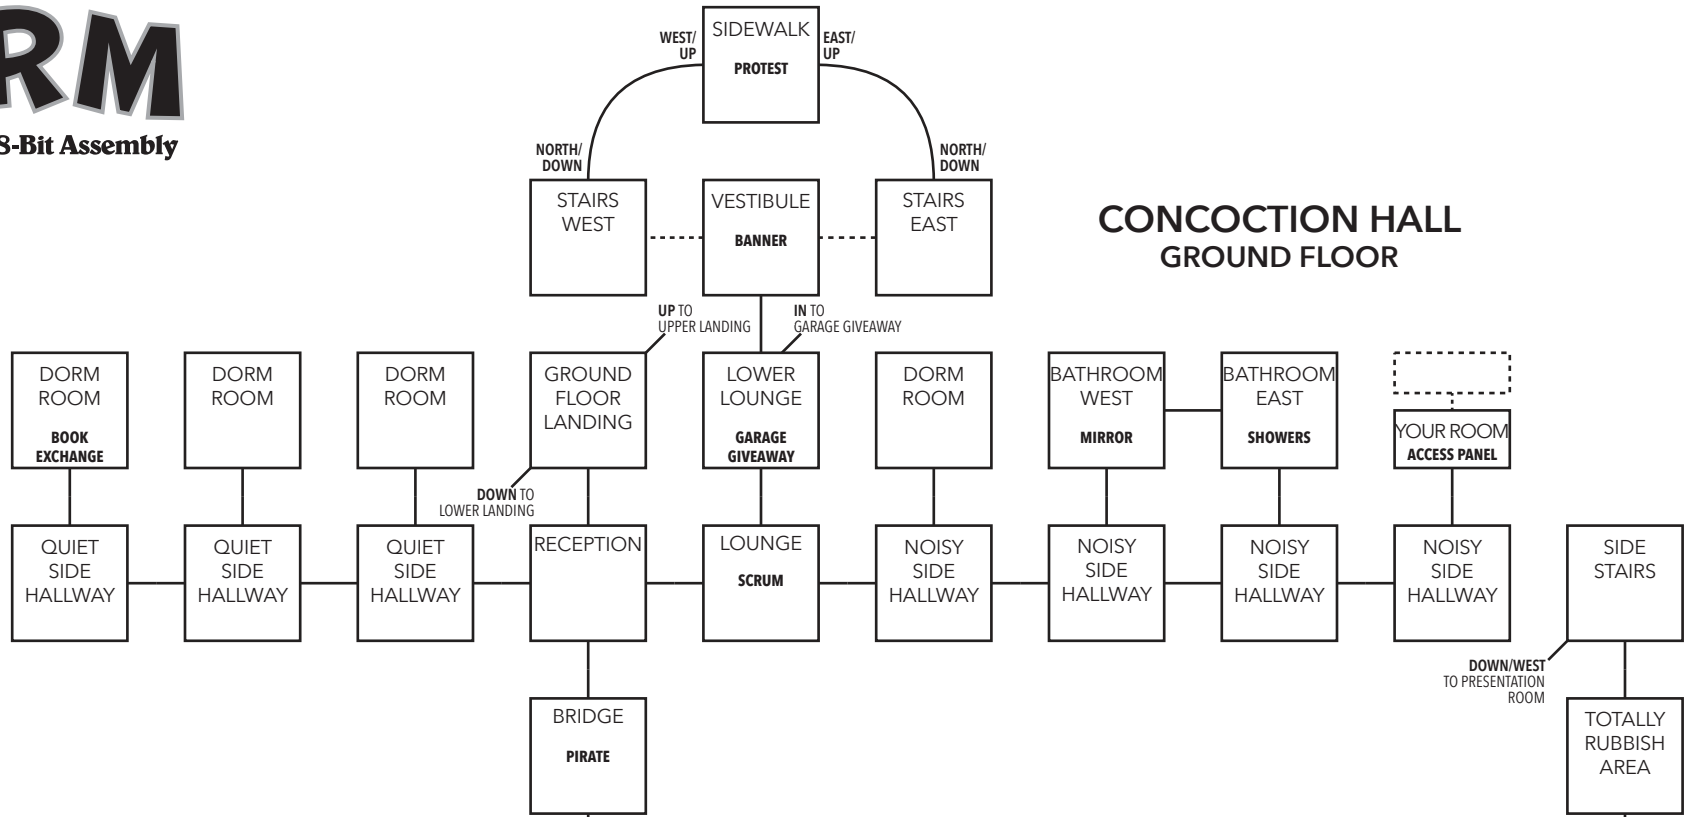 RM
8-Bit Assembly
WEST/
UP
SIDEWALK
PROTEST
EAST/
UP
NORTH/
DOWN
NORTH/
DOWN
STAIRS
WEST
VESTIBULE
BANNER
STAIRS
EAST
CONCOCTION HALL
GROUND FLOOR
UP TO
UPPER LANDING
IN TO
GARAGE GIVEAWAY
DORM
ROOM
BOOK
EXCHANGE
DORM
ROOM
DORM
ROOM
GROUND
FLOOR
LANDING
LOWER
LOUNGE
GARAGE
GIVEAWAY
DORM
ROOM
BATHROOM
WEST
MIRROR
BATHROOM
EAST
SHOWERS
YOUR ROOM
ACCESS PANEL
DOWN TO
LOWER LANDING
QUIET
SIDE
HALLWAY
QUIET
SIDE
HALLWAY
QUIET
SIDE
HALLWAY
RECEPTION
LOUNGE
SCRUM
NOISY
SIDE
HALLWAY
NOISY
SIDE
HALLWAY
NOISY
SIDE
HALLWAY
NOISY
SIDE
HALLWAY
SIDE
STAIRS
DOWN/WEST
TO PRESENTATION
ROOM
BRIDGE
PIRATE
TOTALLY
RUBBISH
AREA